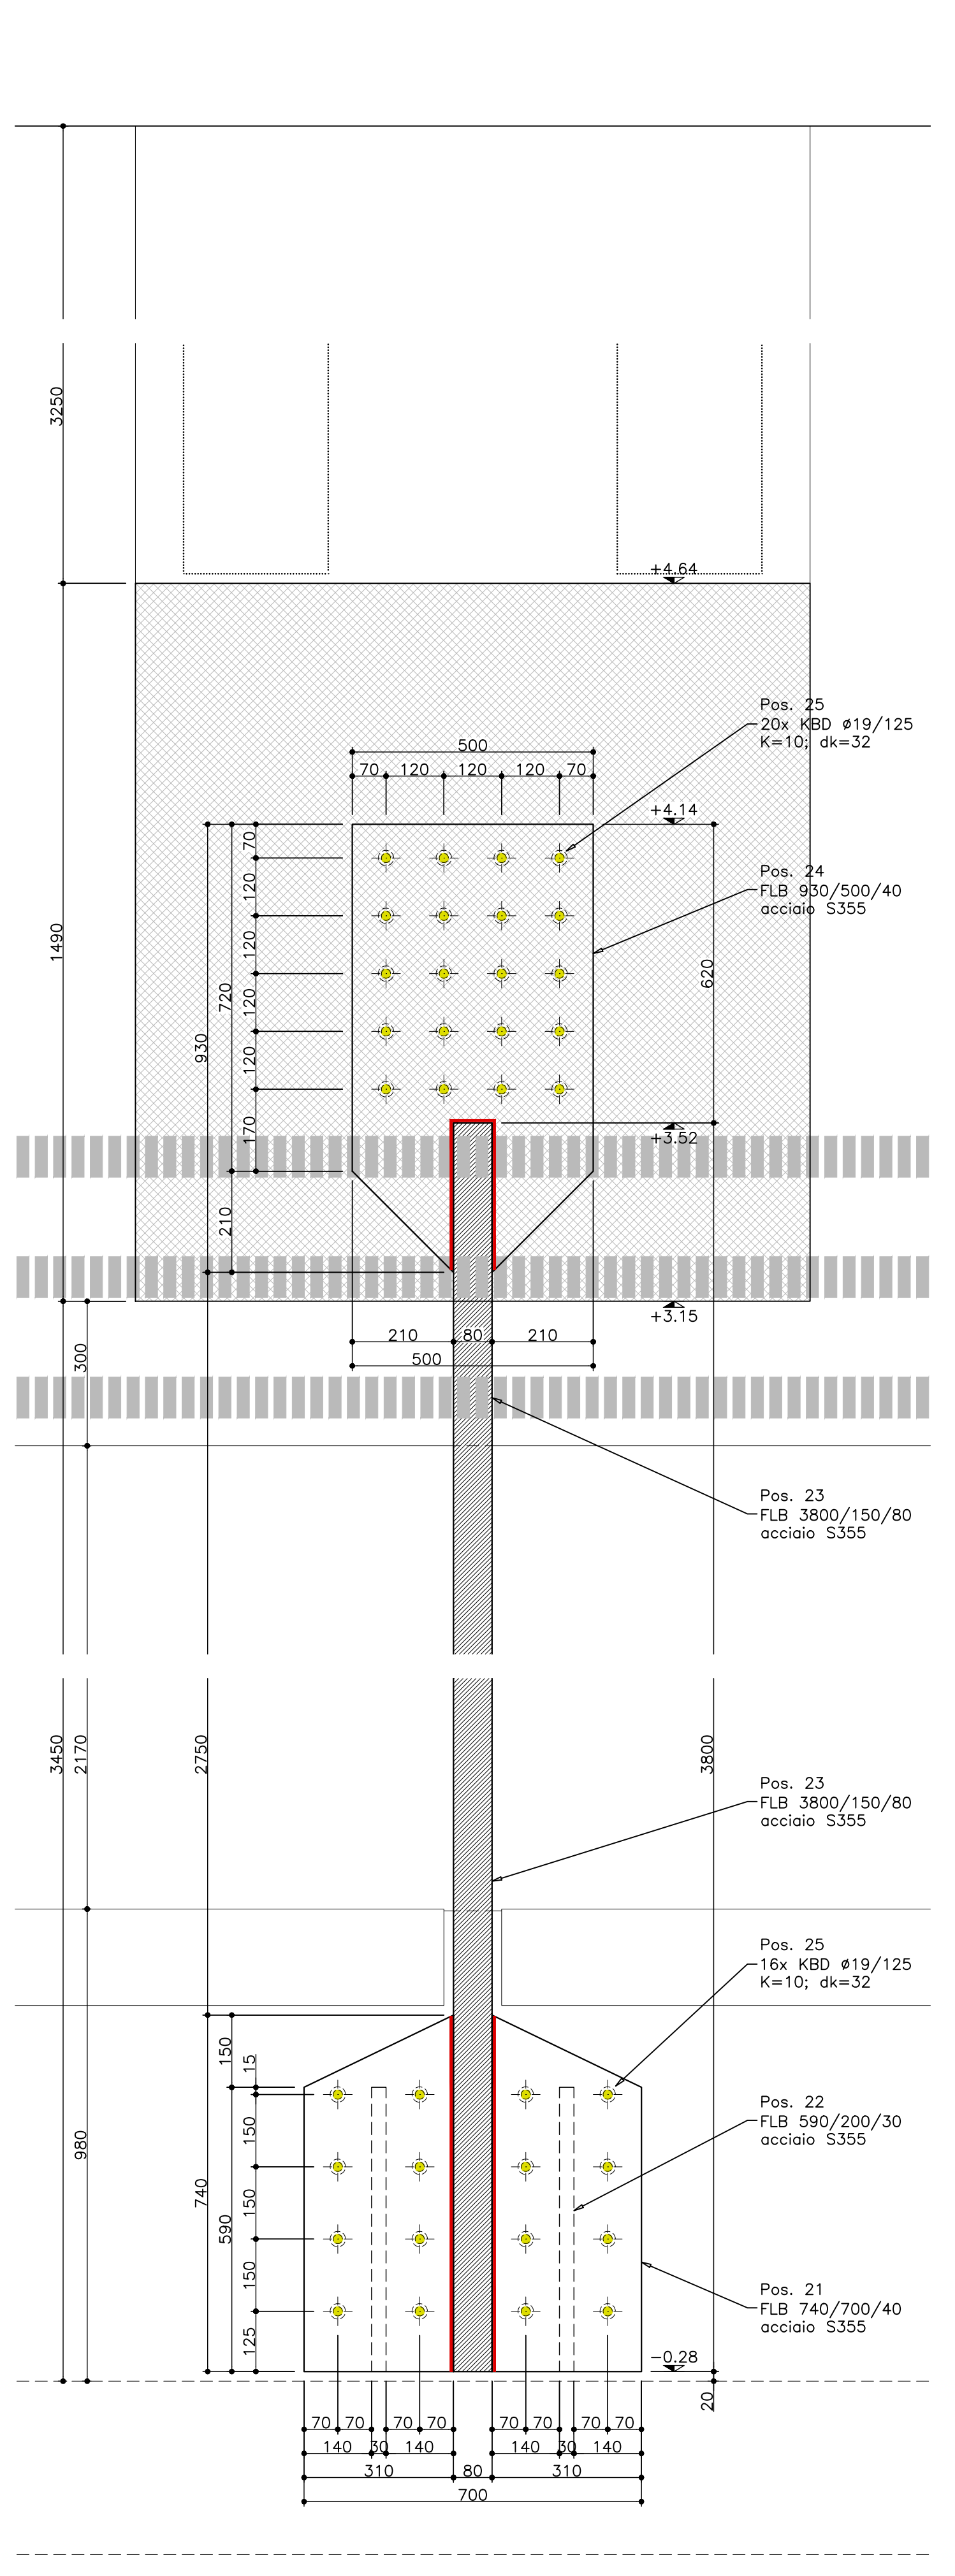 3250
+4.64
Pos. 25
20x KBD ø19/125
K=10; dk=32
500
70 120 120 120 70
+4.14
70
120
120
120
120
170
720
210
930
1490
Pos. 24
FLB 930/500/40
acciaio S355
620
+3.52
+3.15
210 80 210
500
300
Pos. 23
FLB 3800/150/80
acciaio S355
3450
2170
2750
3800
Pos. 23
FLB 3800/150/80
acciaio S355
Pos. 25
16x KBD ø19/125
K=10; dk=32
150
15
150
150
150
125
590
740
980
Pos. 22
FLB 590/200/30
acciaio S355
Pos. 21
FLB 740/700/40
acciaio S355
-0.28
20
70 70 70 70 70 70 70 70
140 30 140 140 30 140
310 80 310
700